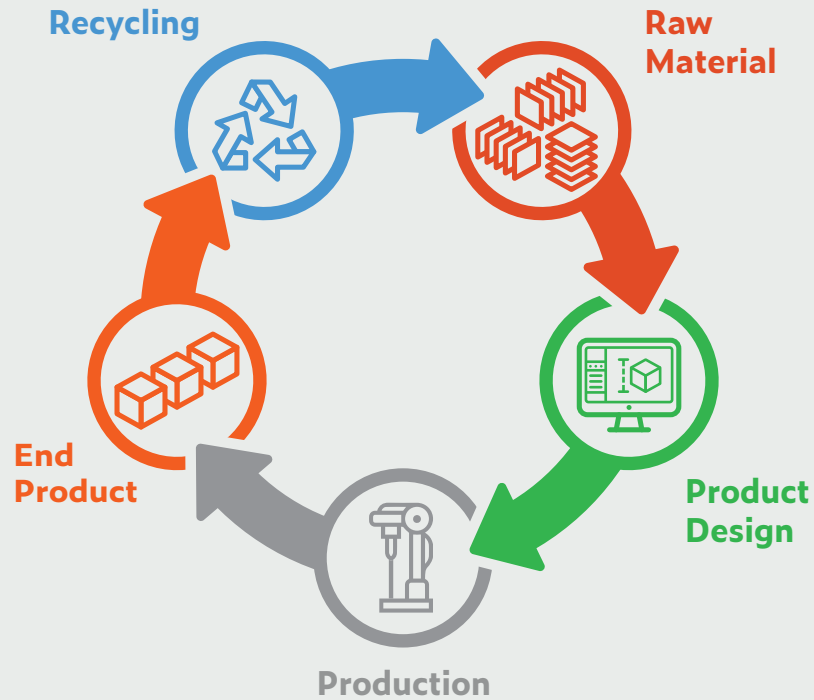 Recycling
Raw
Material
Product
Design
Production
End
Product